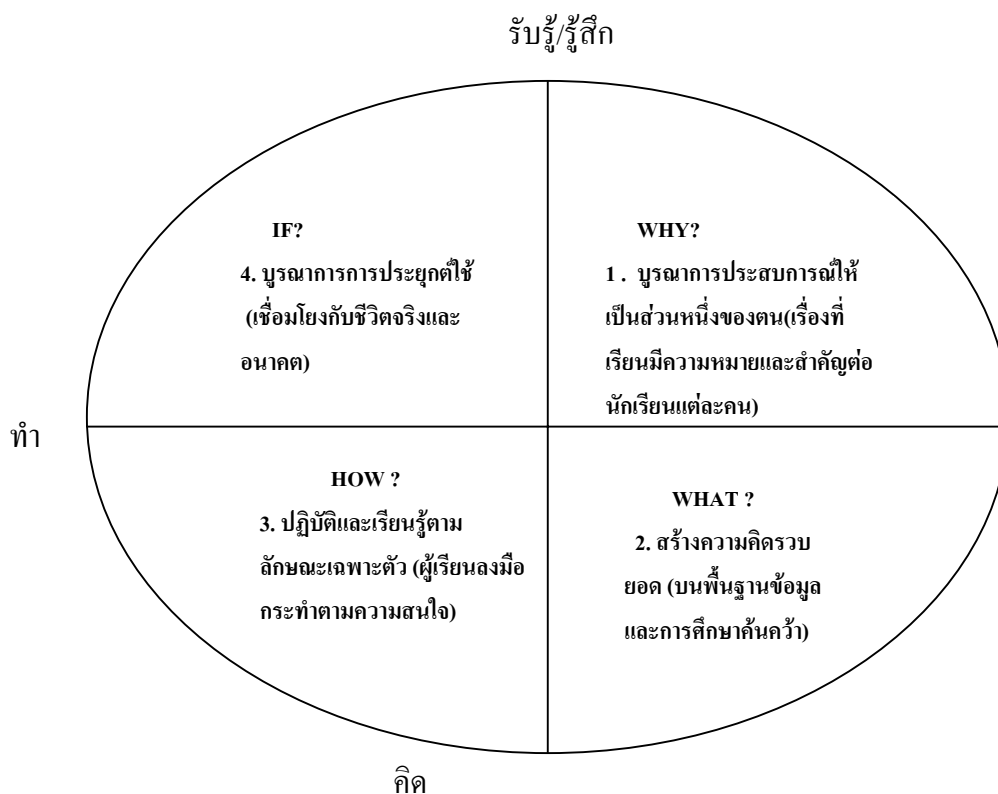 รับรู้/รู้สึก
IF?
4. บูรณาการการประยุกต์ใช้
(เชื่อมโยงกับชีวิตจริงและ
อนาคต)
WHY?
1 . บูรณาการประสบการณ์ให้
เป็นส่วนหนึ่งของตน(เรื่องที่
เรียนมีความหมายและสำคัญต่อ
นักเรียนแต่ละคน)
ทำ
HOW ?
3. ปฏิบัติและเรียนรู้ตาม
ลักษณะเฉพาะตัว (ผู้เรียนลงมือ
กระทำตามความสนใจ)
WHAT ?
2. สร้างความคิดรวบ
ยอด (บนพื้นฐานข้อมูล
และการศึกษาค้นคว้า)
คิด